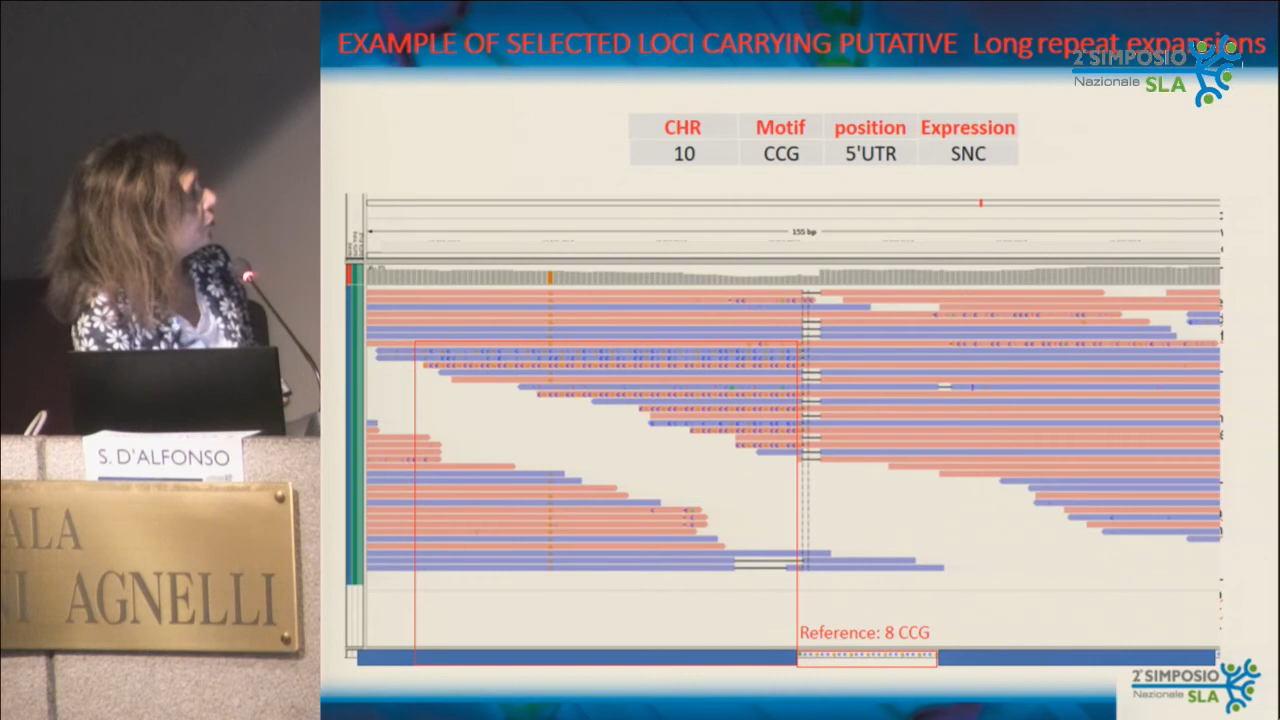 EXAMPLE OF SELECTED LOCI CARRYING PUTATIVE Long repeat expansions
2°SIMPOSIO
Nazionale SLA
CHR Motif position Expression
10 CCG 5'UTR SNC
155 bp
Reference: 8 CCG
S. D'ALFONSO
ALA
NI AGNELLI
2°SIMPOSIO
Nazionale SLA